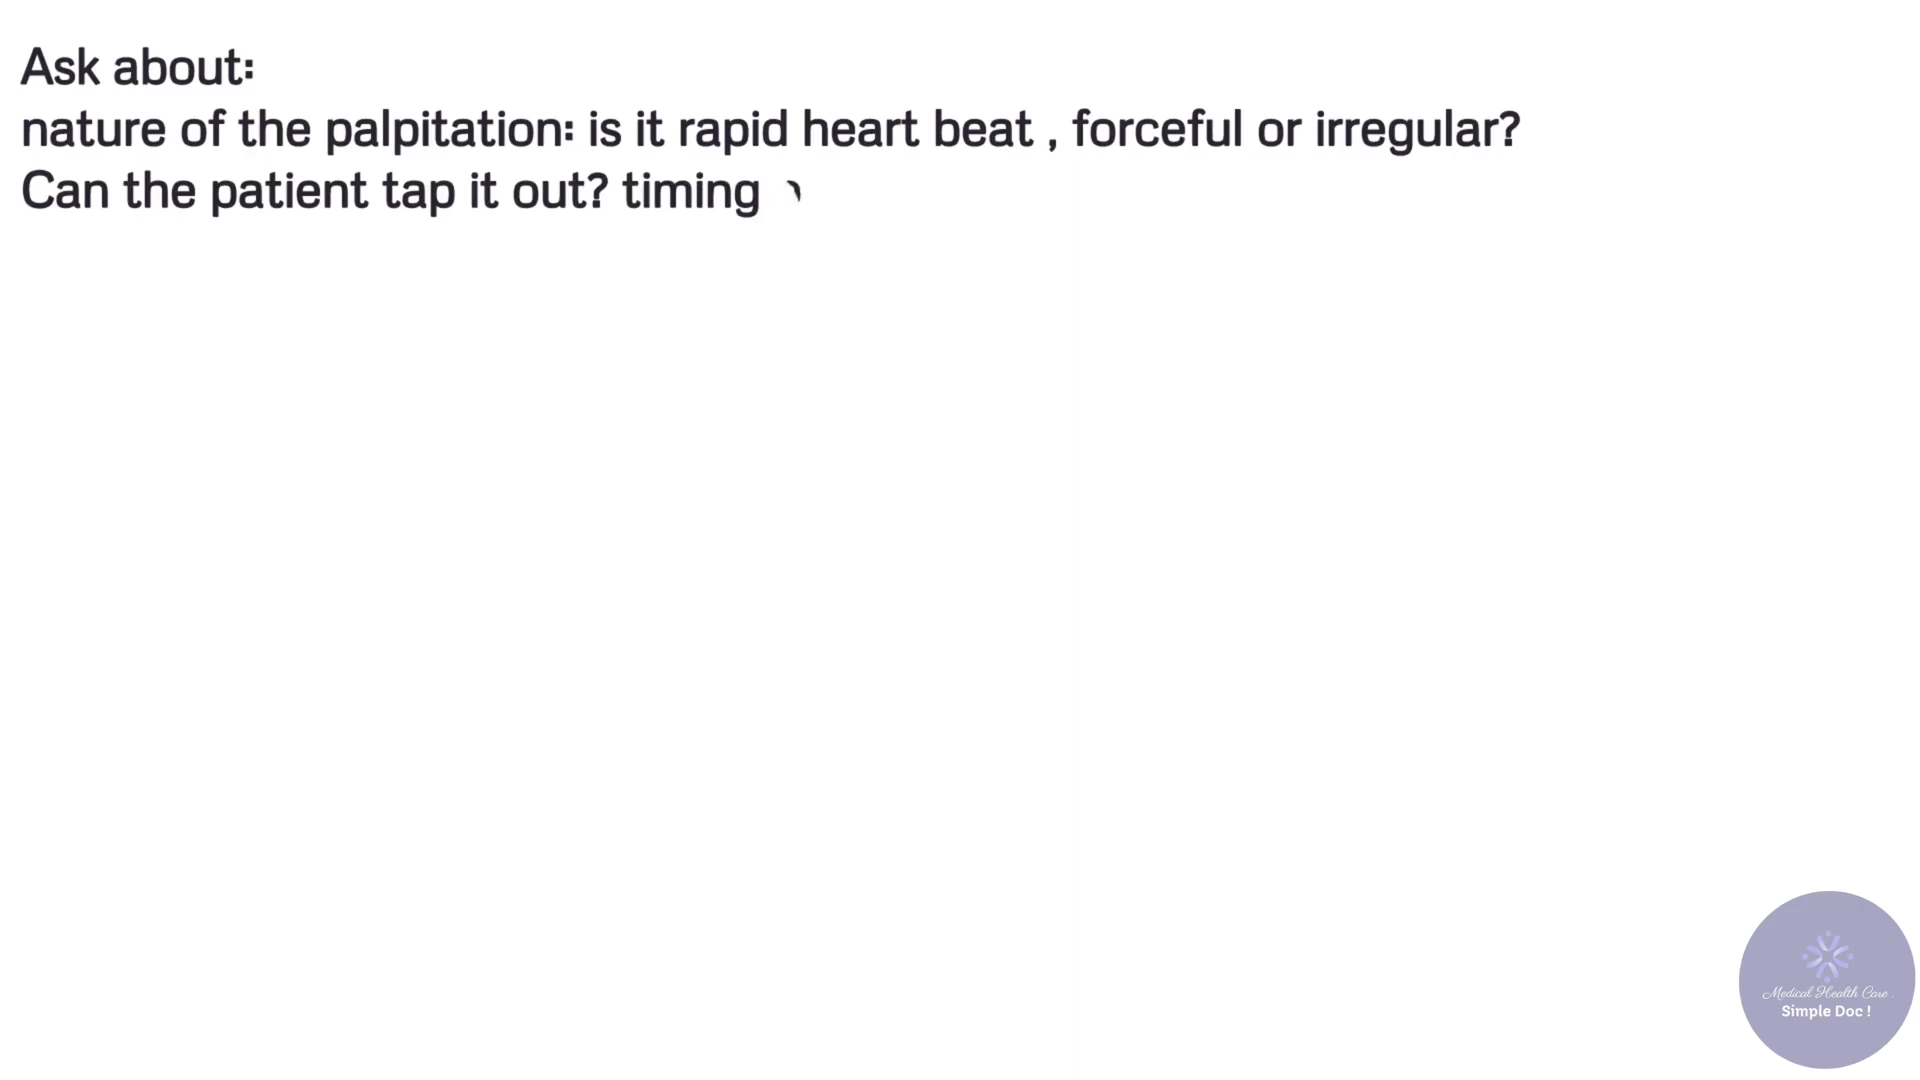 Ask about:
nature of the palpitation: is it rapid heart beat , forceful or irregular?
Can the patient tap it out? timing
Medical Health Care .
Simple Doc !